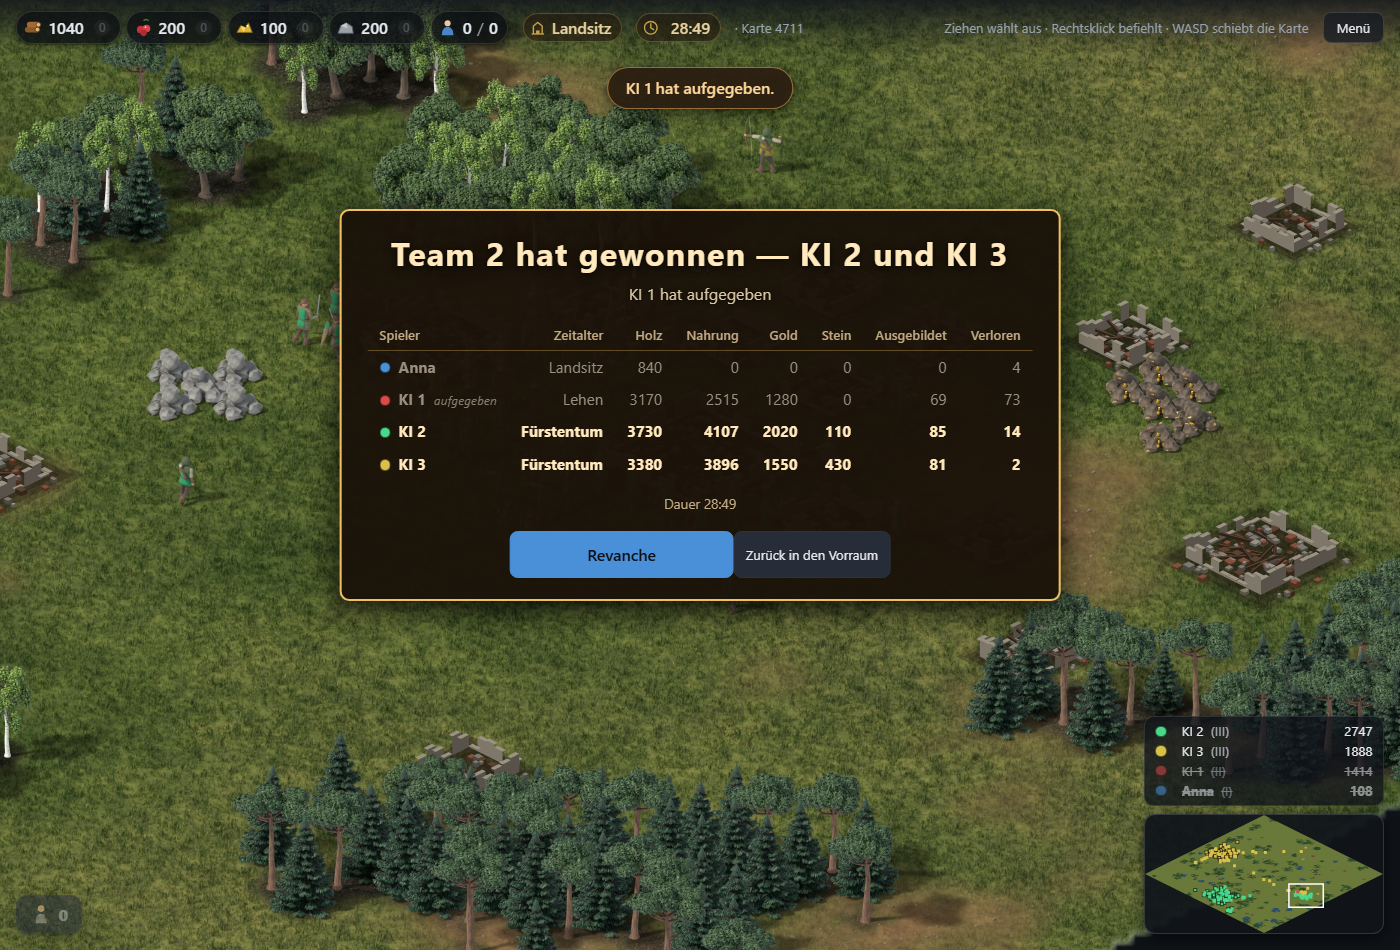 1040 0 200 0 100 0 200 0 0 / 0 Landsitz 28:49 · Karte 4711 Ziehen wählt aus · Rechtsklick befiehlt · WASD schiebt die Karte Menü
KI 1 hat aufgegeben.
Team 2 hat gewonnen — KI 2 und KI 3
KI 1 hat aufgegeben
Spieler Zeitalter Holz Nahrung Gold Stein Ausgebildet Verloren
Anna Landsitz 840 0 0 0 0 4
KI 1 aufgegeben Lehen 3170 2515 1280 0 69 73
KI 2 Fürstentum 3730 4107 2020 110 85 14
KI 3 Fürstentum 3380 3896 1550 430 81 2
Dauer 28:49
Revanche Zurück in den Vorraum
KI 2 (III) 2747
KI 3 (III) 1888
KI 1 (II) 1414
Anna (I) 108
0